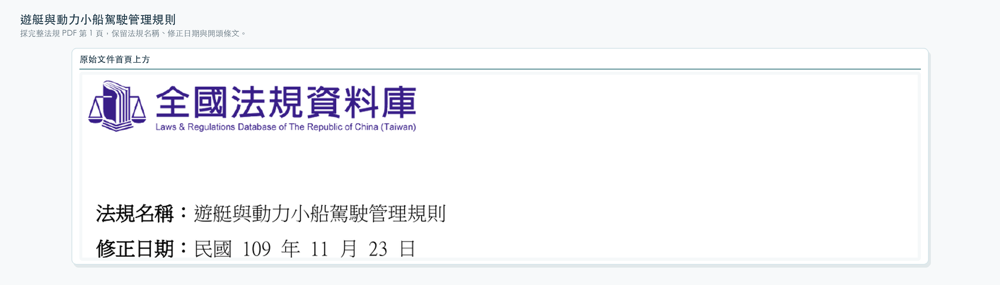 遊艇與動力小船駕駛管理規則
採完整法規 PDF 第 1 頁，保留法規名稱、修正日期與開頭條文。
原始文件首頁上方
全國法規資料庫
Laws & Regulations Database of The Republic of China (Taiwan)
法規名稱：遊艇與動力小船駕駛管理規則
修正日期：民國 109 年 11 月 23 日